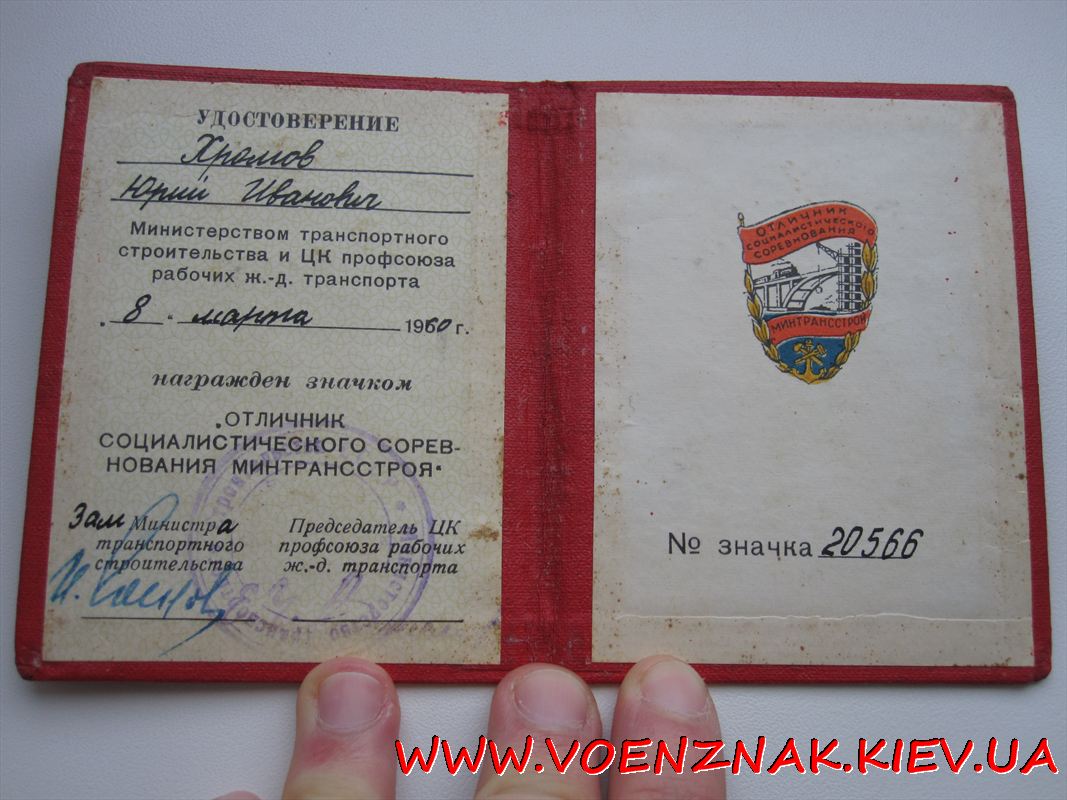 УДОСТОВЕРЕНИЕ
Хромов
Юрий Иванович
Министерством транспортного
строительства и ЦК профсоюза
рабочих ж.-д. транспорта
„ 8 “ марта 1960 г.
награжден значком
„ОТЛИЧНИК
СОЦИАЛИСТИЧЕСКОГО СОРЕВ-
НОВАНИЯ МИНТРАНССТРОЯ“
Зам Министра
транспортного
строительства
Председатель ЦК
профсоюза рабочих
ж.-д. транспорта
ОТЛИЧНИК
СОЦИАЛИСТИЧЕСКОГО
СОРЕВНОВАНИЯ
МИНТРАНССТРОЙ
№ значка 20566
WWW.VOENZNAK.KIEV.UA